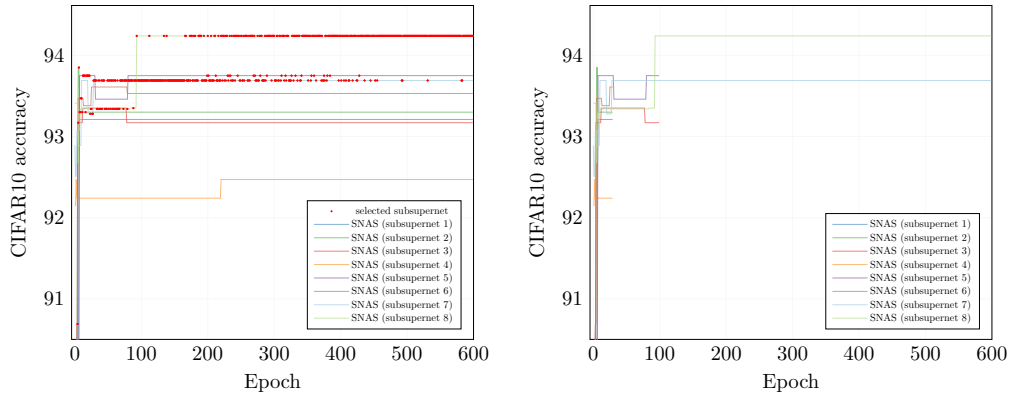 CIFAR10 accuracy
94
93
92
91
0 100 200 300 400 500 600
Epoch
selected subsupernet
SNAS (subsupernet 1)
SNAS (subsupernet 2)
SNAS (subsupernet 3)
SNAS (subsupernet 4)
SNAS (subsupernet 5)
SNAS (subsupernet 6)
SNAS (subsupernet 7)
SNAS (subsupernet 8)
CIFAR10 accuracy
94
93
92
91
0 100 200 300 400 500 600
Epoch
SNAS (subsupernet 1)
SNAS (subsupernet 2)
SNAS (subsupernet 3)
SNAS (subsupernet 4)
SNAS (subsupernet 5)
SNAS (subsupernet 6)
SNAS (subsupernet 7)
SNAS (subsupernet 8)